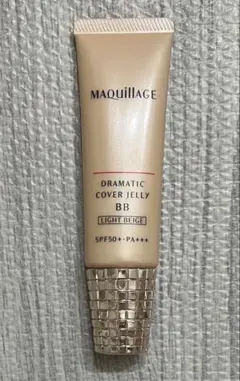 MAQuillAGE
DRAMATIC
COVER JELLY
BB
LIGHT BEIGE
SPF50+・PA+++